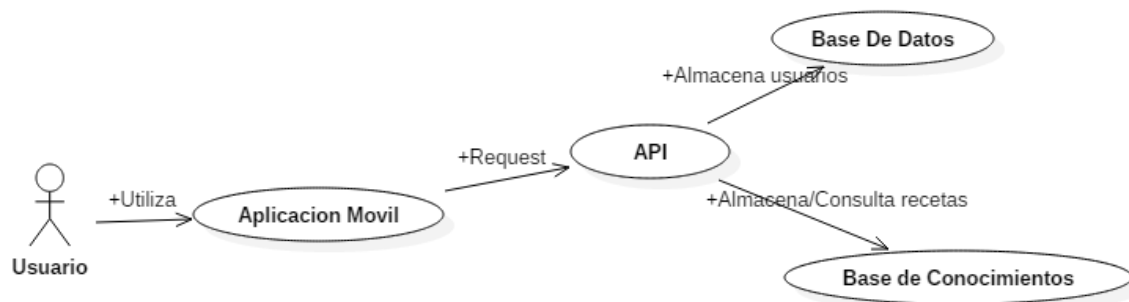 Base De Datos
+Almacena usuarios
API
+Request
+Utiliza
Aplicacion Movil
+Almacena/Consulta recetas
Usuario
Base de Conocimientos